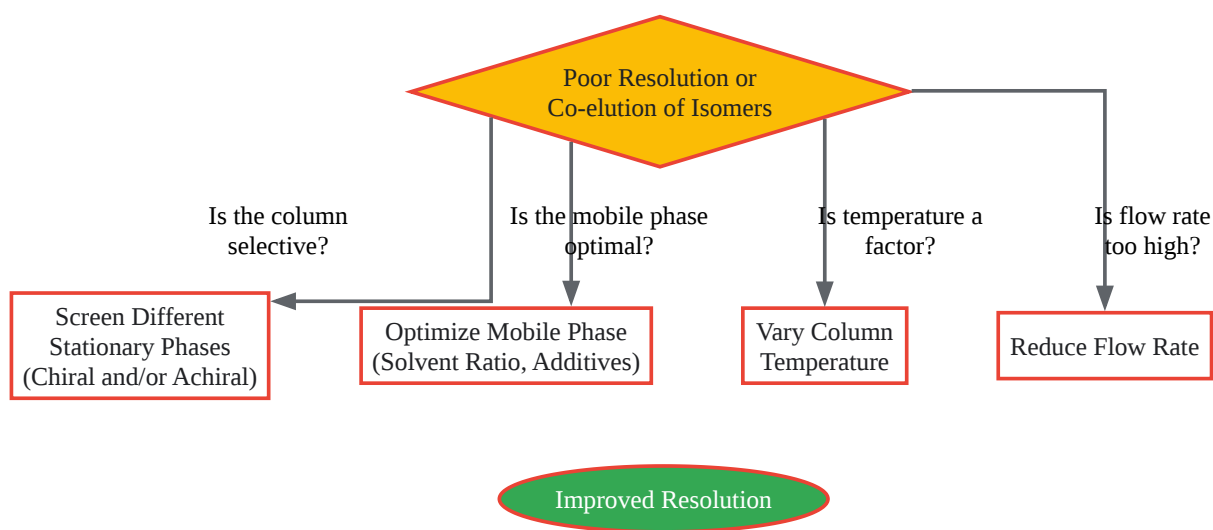 Poor Resolution or
Co-elution of Isomers
Is the column
selective?
Is the mobile phase
optimal?
Is temperature a
factor?
Is flow rate
too high?
Screen Different
Stationary Phases
(Chiral and/or Achiral)
Optimize Mobile Phase
(Solvent Ratio, Additives)
Vary Column
Temperature
Reduce Flow Rate
Improved Resolution